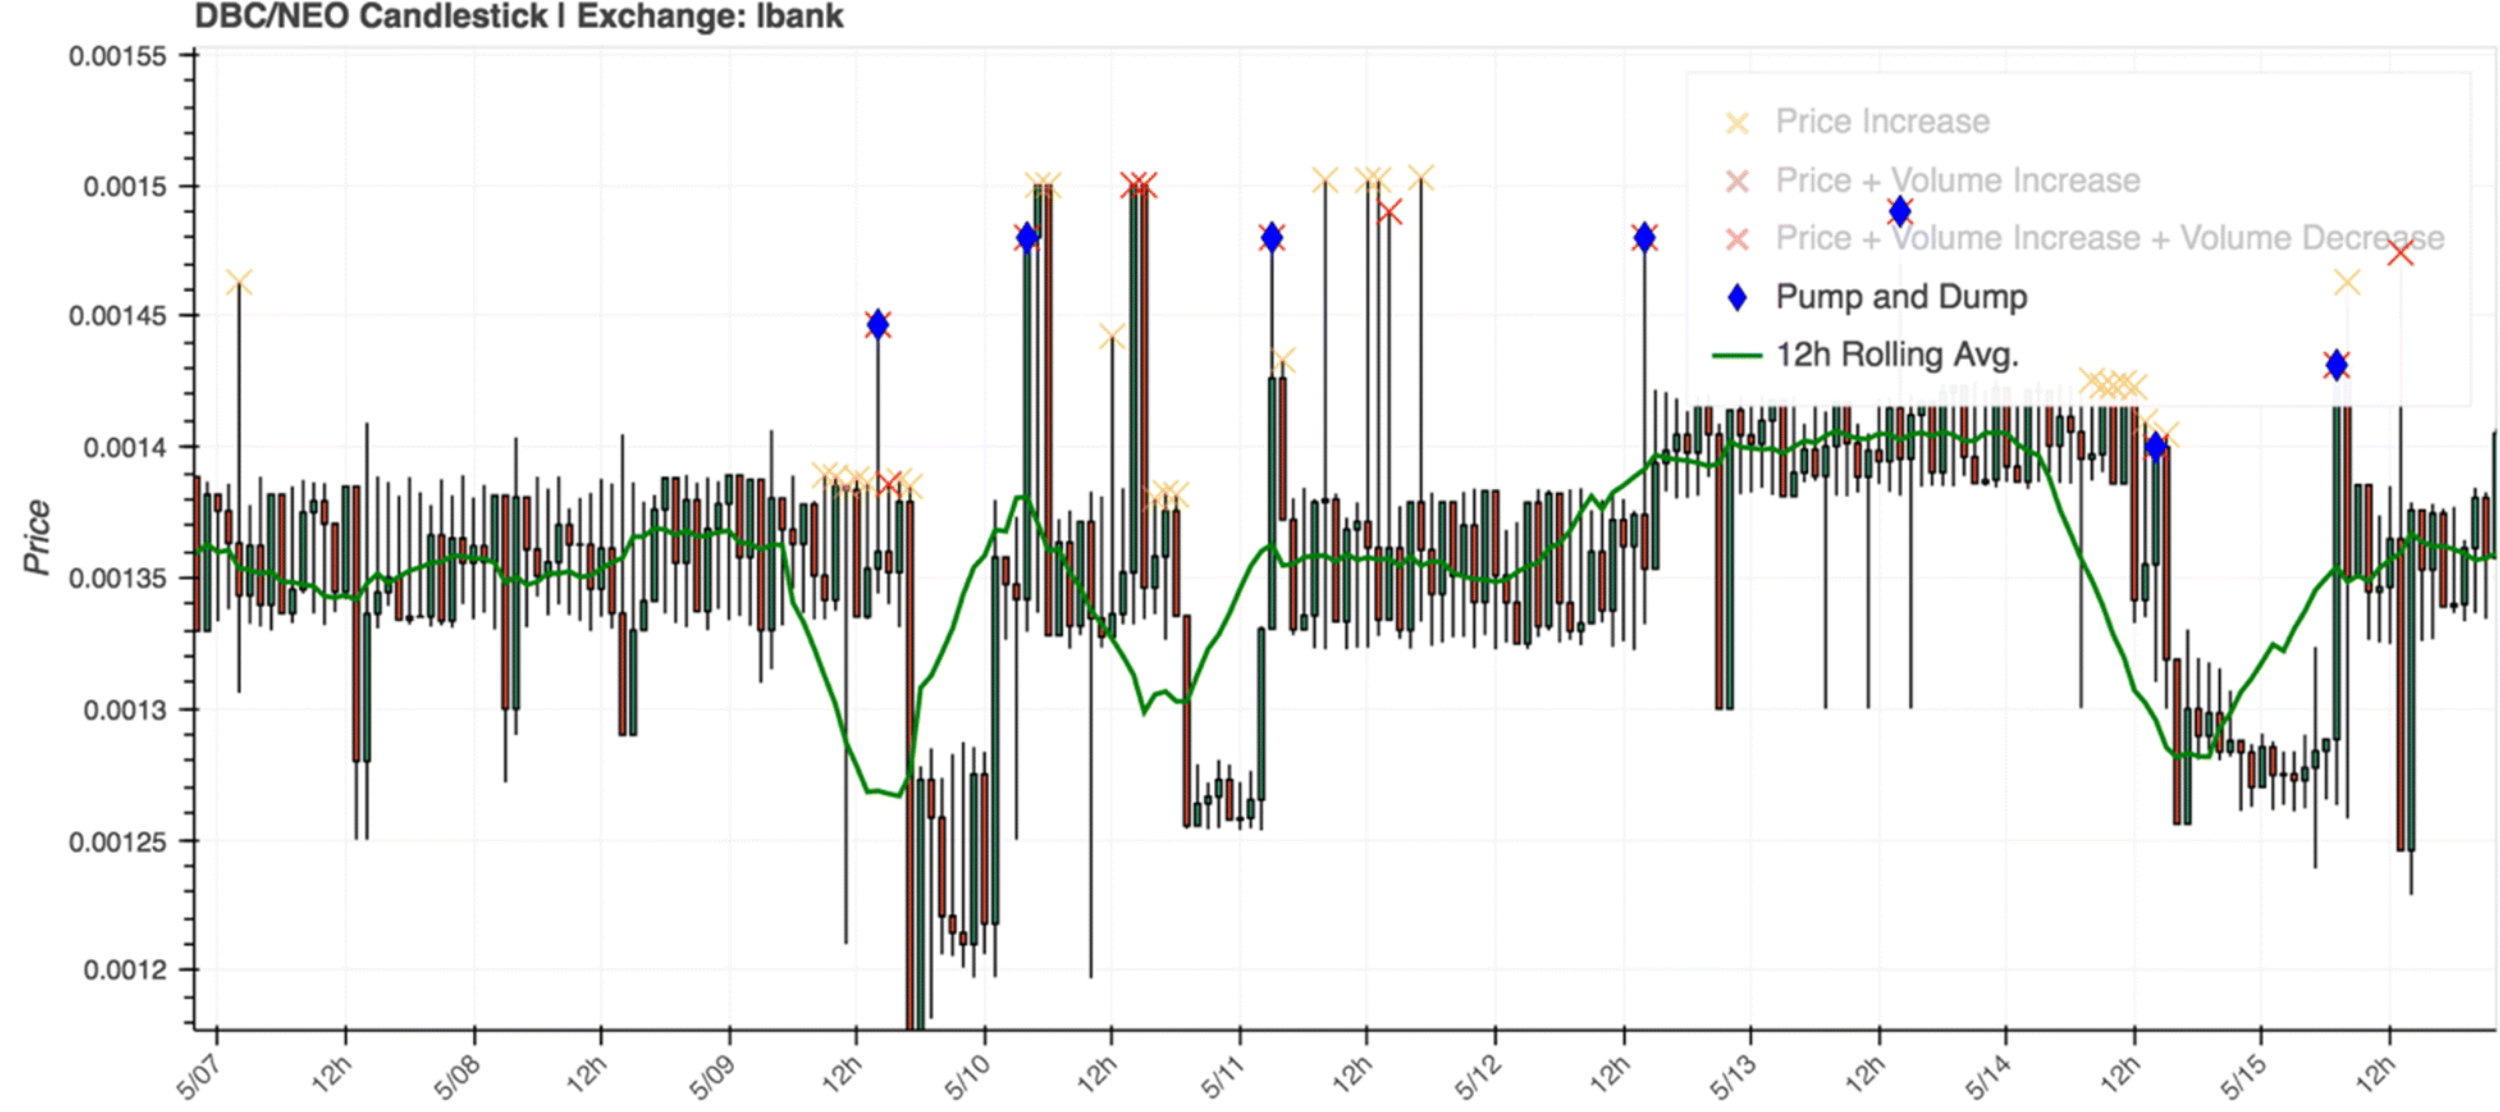 DBC/NEO Candlestick | Exchange: lbank
0.00155
0.0015
0.00145
0.0014
0.00135
0.0013
0.00125
0.0012
Price
Price Increase
Price + Volume Increase
Price + Volume Increase + Volume Decrease
Pump and Dump
12h Rolling Avg.
5/07
12h
5/08
12h
5/09
12h
5/10
12h
5/11
12h
5/12
12h
5/13
12h
5/14
12h
5/15
12h